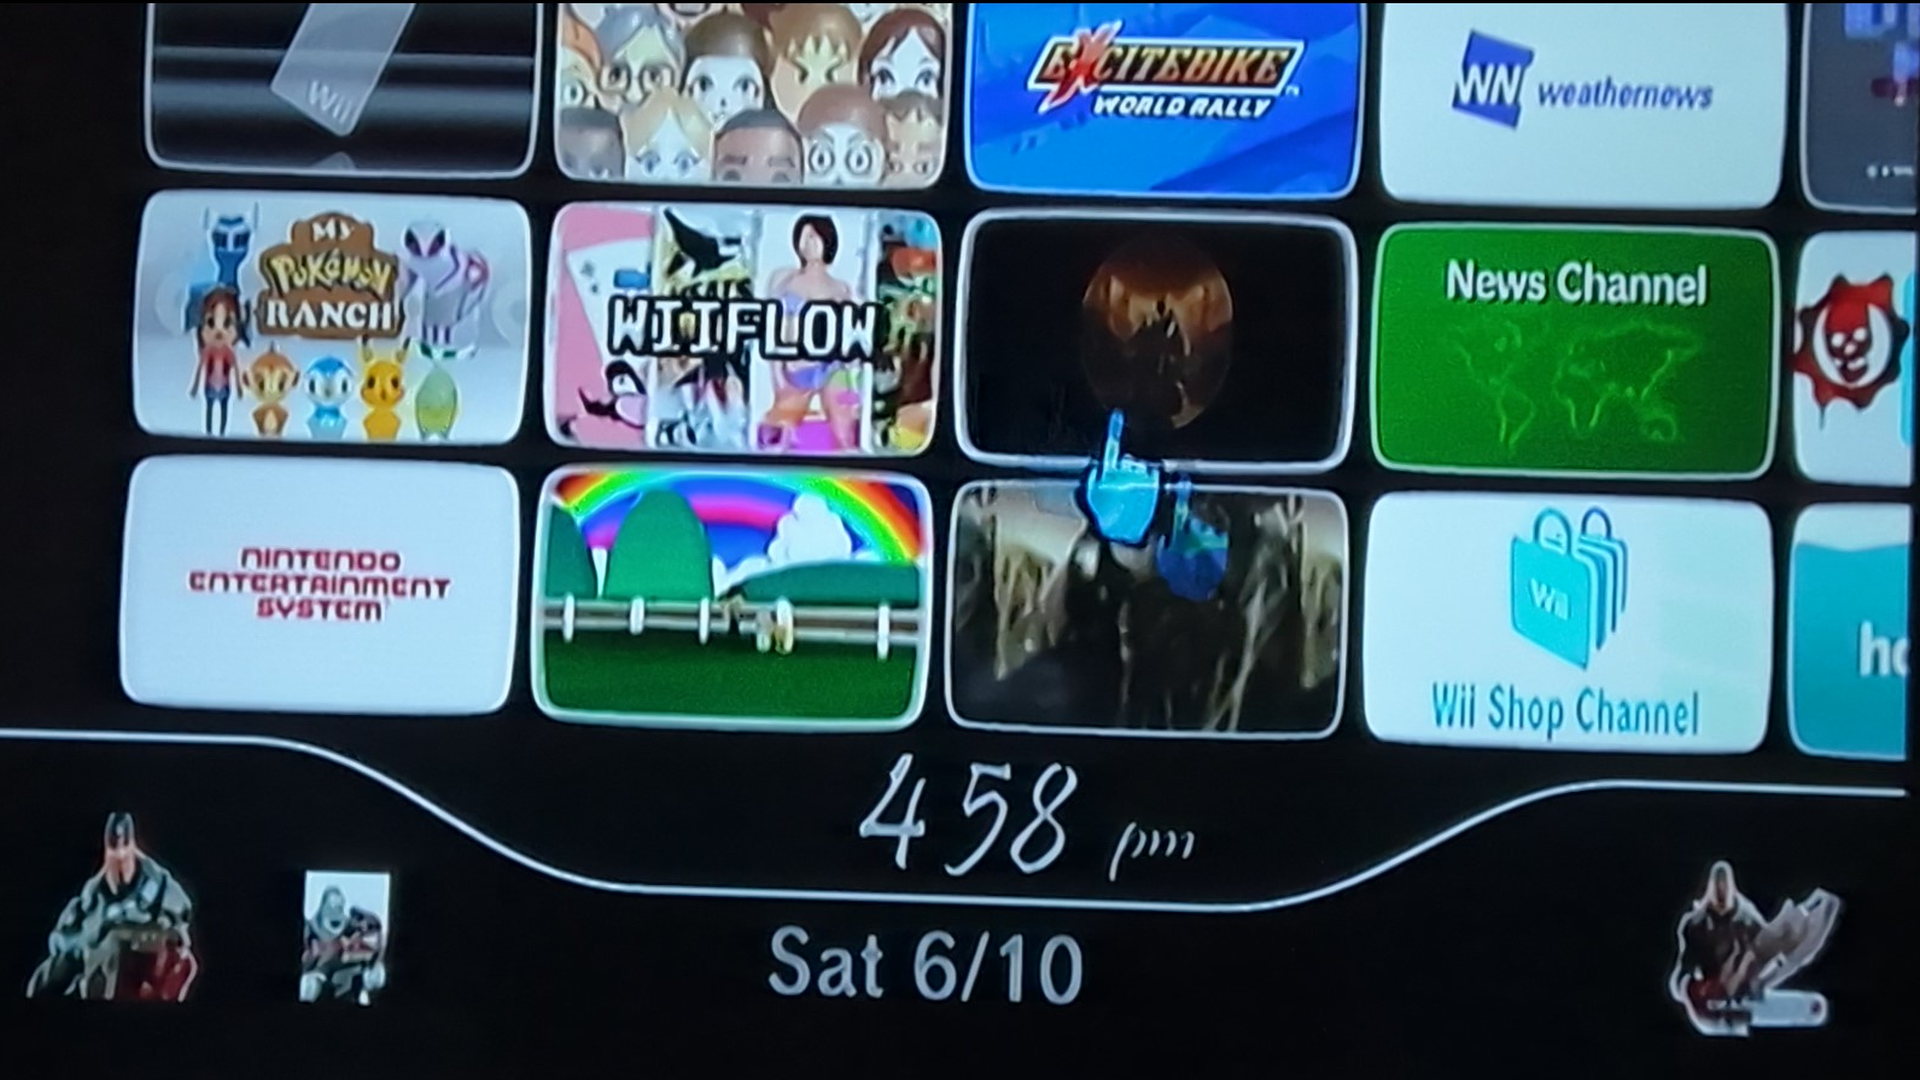 Wii
EXCITEBIKE
WORLD RALLY
WN weathernews
MY
POKéMON
RANCH
WIIFLOW
News Channel
NINTENDO
ENTERTAINMENT
SYSTEM
Wii
Wii Shop Channel
ho
4 58 pm
Sat 6/10